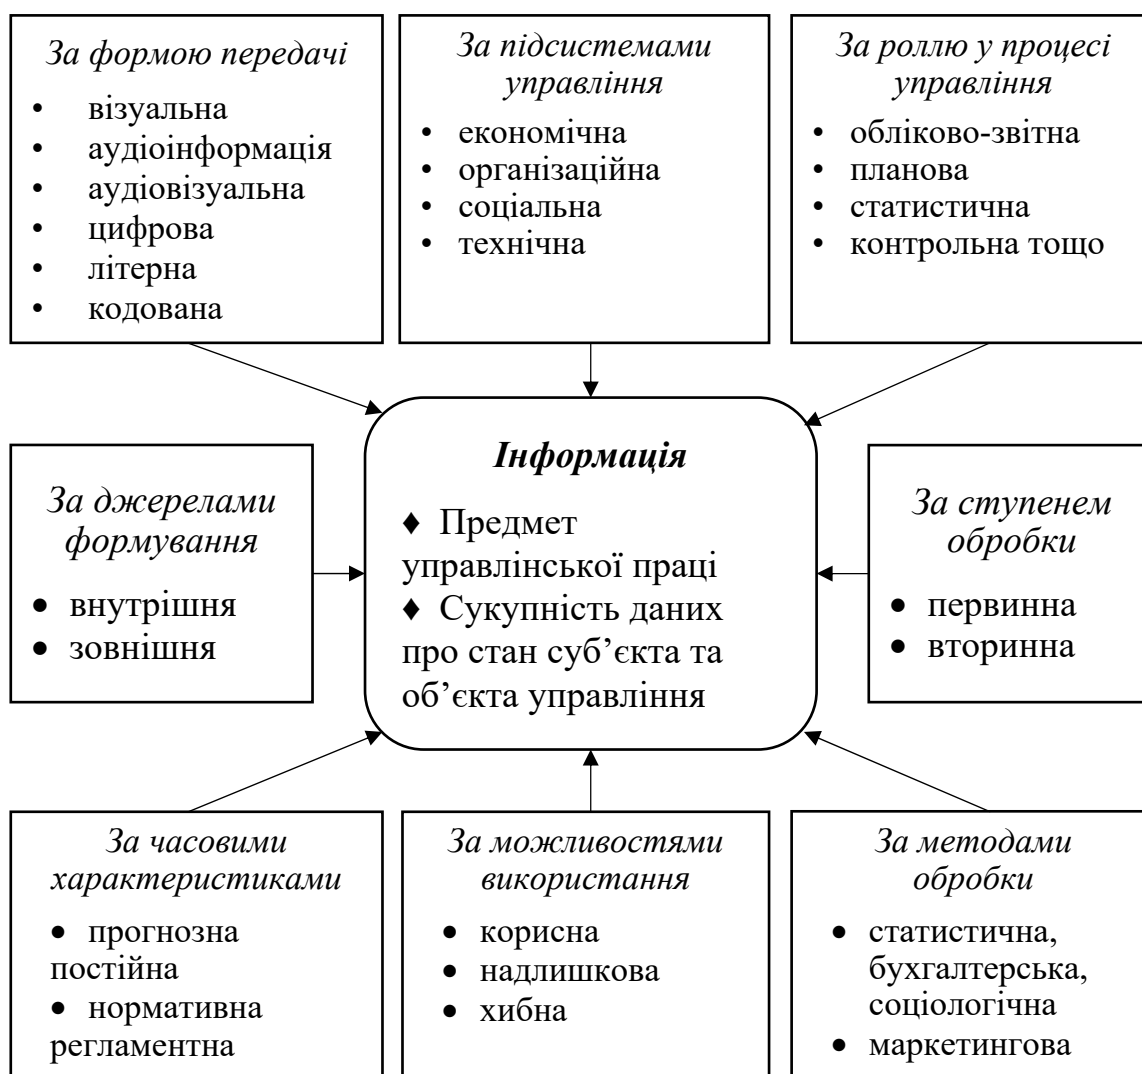 За формою передачі
• візуальна
• аудіоінформація
• аудіовізуальна
• цифрова
• літерна
• кодована
За підсистемами
управління
• економічна
• організаційна
• соціальна
• технічна
За роллю у процесі
управління
• обліково-звітна
• планова
• статистична
• контрольна тощо
За джерелами
формування
• внутрішня
• зовнішня
Інформація
♦ Предмет
управлінської праці
♦ Сукупність даних
про стан суб’єкта та
об’єкта управління
За ступенем
обробки
• первинна
• вторинна
За часовими
характеристиками
• прогнозна
постійна
• нормативна
регламентна
За можливостями
використання
• корисна
• надлишкова
• хибна
За методами
обробки
• статистична,
бухгалтерська,
соціологічна
• маркетингова